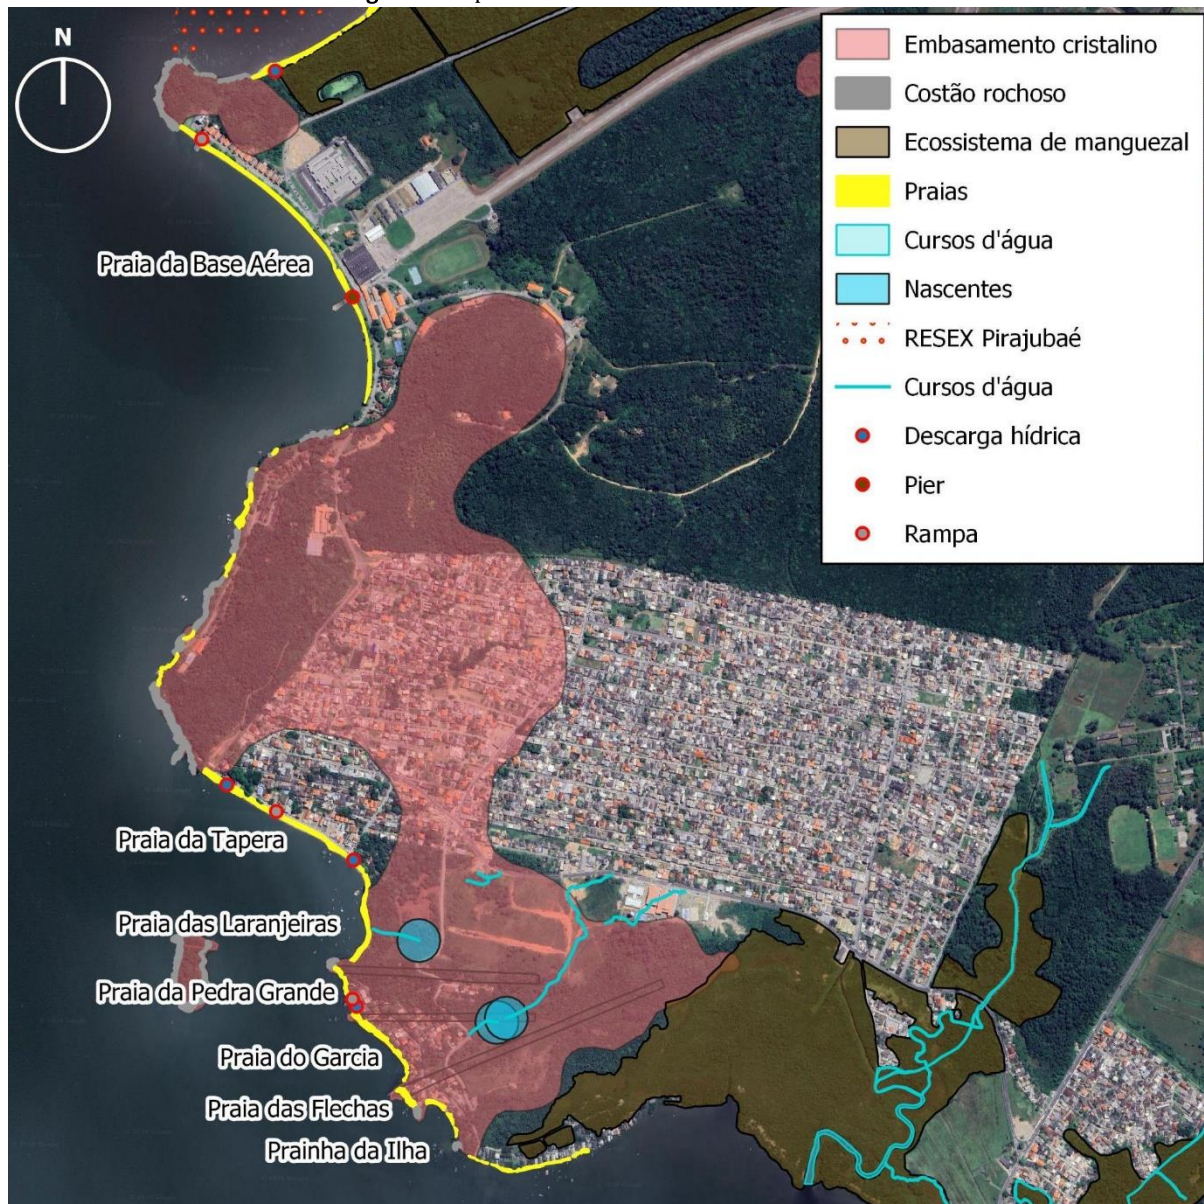 N
Embasamento cristalino
Costão rochoso
Ecossistema de manguezal
Praias
Cursos d'água
Nascentes
RESEX Pirajubaé
Cursos d'água
Descarga hídrica
Pier
Rampa
Praia da Base Aérea
Praia da Tapera
Praia das Laranjeiras
Praia da Pedra Grande
Praia do Garcia
Praia das Flechas
Prainha da Ilha